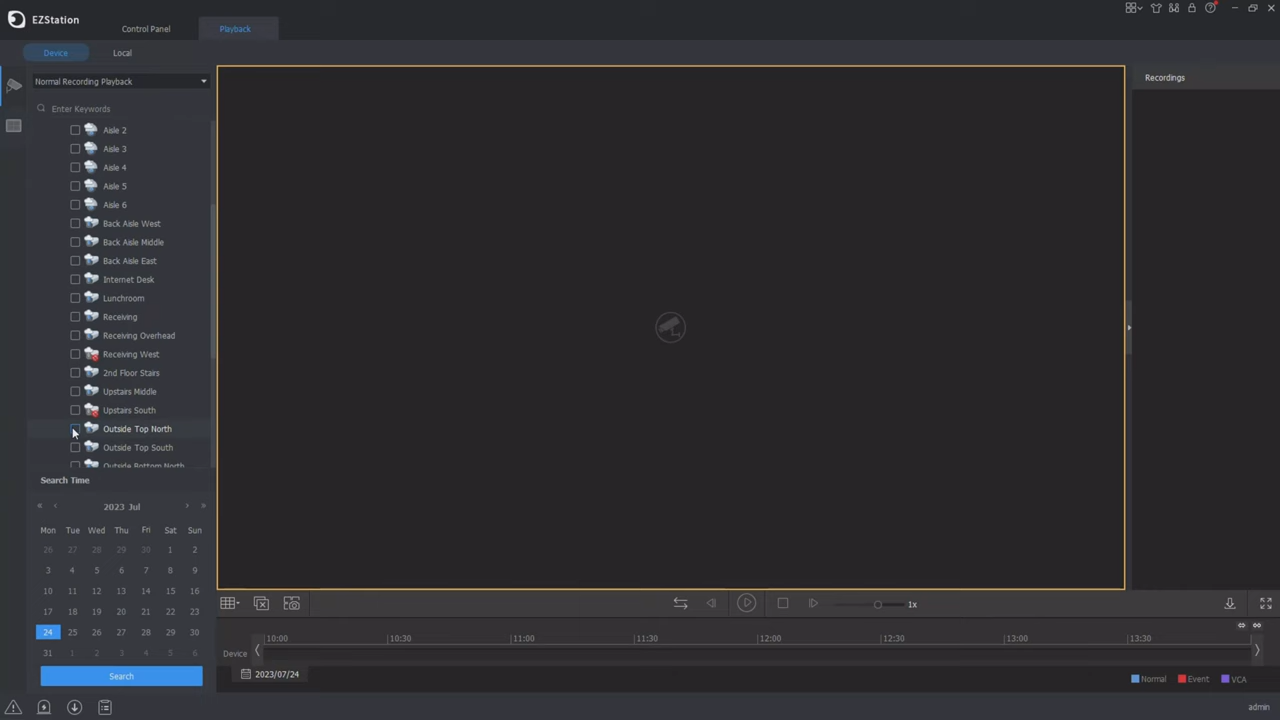 EZStation
Control Panel
Playback
Device
Local
Normal Recording Playback
Enter Keywords
Aisle 2
Aisle 3
Aisle 4
Aisle 5
Aisle 6
Back Aisle West
Back Aisle Middle
Back Aisle East
Internet Desk
Lunchroom
Receiving
Receiving Overhead
Receiving West
2nd Floor Stairs
Upstairs Middle
Upstairs South
Outside Top North
Outside Top South
Outside Bottom North
Search Time
« ‹ 2023 Jul › »
Mon Tue Wed Thu Fri Sat Sun
26 27 28 29 30 1 2
3 4 5 6 7 8 9
10 11 12 13 14 15 16
17 18 19 20 21 22 23
24 25 26 27 28 29 30
31 1 2 3 4 5 6
Search
Recordings
1x
10:00 10:30 11:00 11:30 12:00 12:30 13:00 13:30
Device
2023/07/24
Normal Event VCA
admin